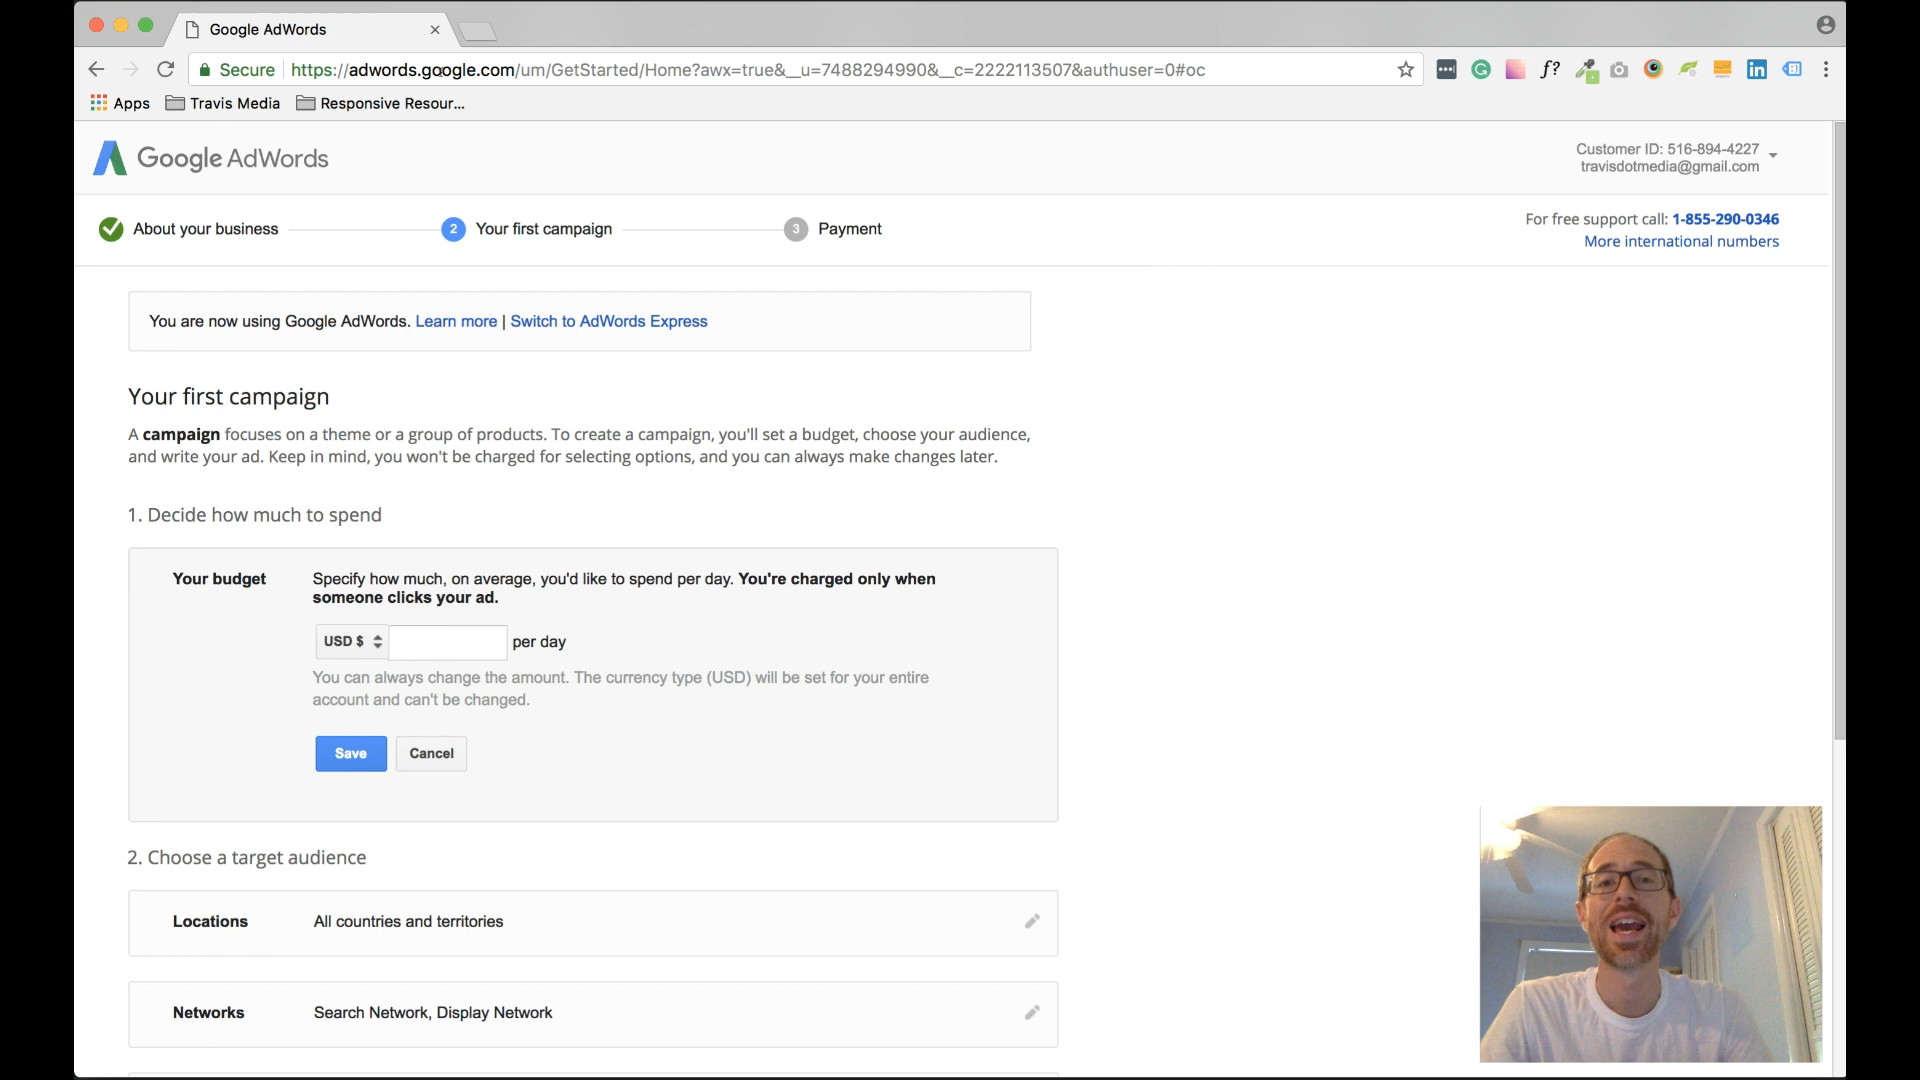 Google AdWords
Secure https://adwords.google.com/um/GetStarted/Home?awx=true&__u=7488294990&__c=2222113507&authuser=0#oc
f?
in
Apps Travis Media Responsive Resour...
Google AdWords
Customer ID: 516-894-4227
travisdotmedia@gmail.com
About your business 2 Your first campaign 3 Payment
For free support call: 1-855-290-0346
More international numbers
You are now using Google AdWords. Learn more | Switch to AdWords Express
Your first campaign
A campaign focuses on a theme or a group of products. To create a campaign, you'll set a budget, choose your audience,
and write your ad. Keep in mind, you won't be charged for selecting options, and you can always make changes later.
1. Decide how much to spend
Your budget Specify how much, on average, you'd like to spend per day. You're charged only when
someone clicks your ad.
USD $ per day
You can always change the amount. The currency type (USD) will be set for your entire
account and can't be changed.
Save Cancel
2. Choose a target audience
Locations All countries and territories
Networks Search Network, Display Network